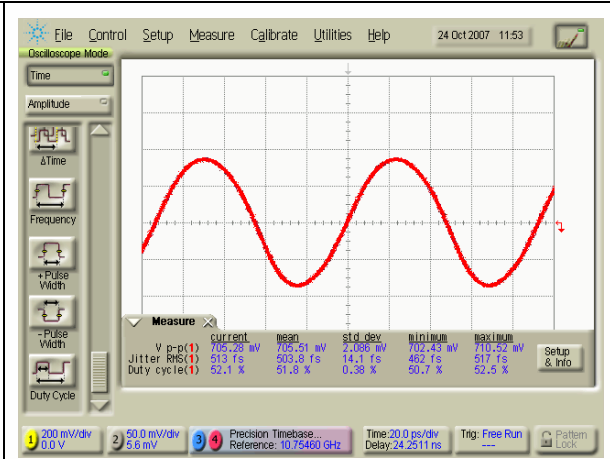 File Control Setup Measure Calibrate Utilities Help 24 Oct 2007 11:53
Oscilloscope Mode
Time
Amplitude
ΔTime
Frequency
+ Pulse
Width
- Pulse
Width
Duty Cycle
Measure
current mean std dev minimum maximum
V p-p(1) 705.28 mV 705.51 mV 2.086 mV 702.43 mV 710.52 mV
Jitter RMS(1) 513 fs 503.8 fs 14.1 fs 462 fs 517 fs
Duty cycle(1) 52.1 % 51.8 % 0.38 % 50.7 % 52.5 %
Setup
& Info
1 200 mV/div
0.0 V
2 50.0 mV/div
5.6 mV
3 4 Precision Timebase...
Reference: 10.75460 GHz
Time:20.0 ps/div
Delay:24.2511 ns
Trig: Free Run
---
Pattern
Lock